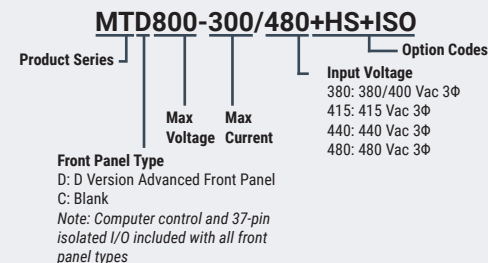 MTD800-300/480+HS+ISO
Product Series
Option Codes
Input Voltage
380: 380/400 Vac 3Φ
415: 415 Vac 3Φ
440: 440 Vac 3Φ
480: 480 Vac 3Φ
Max
Voltage
Max
Current
Front Panel Type
D: D Version Advanced Front Panel
C: Blank
Note: Computer control and 37-pin
isolated I/O included with all front
panel types